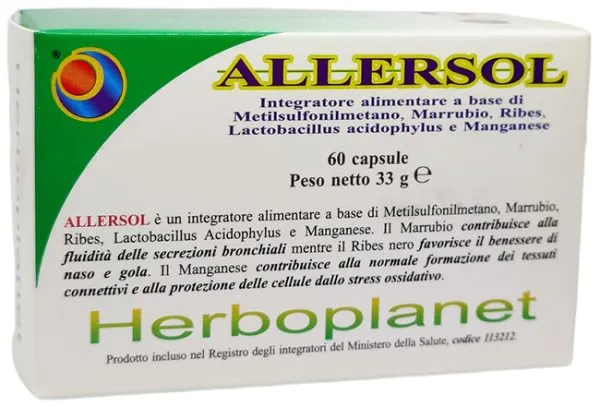 ®
ALLERSOL
Integratore alimentare a base di
Metilsulfonilmetano, Marrubio, Ribes,
Lactobacillus acidophylus e Manganese
60 capsule
Peso netto 33 g ℮
ALLERSOL è un integratore alimentare a base di Metilsulfonilmetano, Marrubio,
Ribes, Lactobacillus Acidophylus e Manganese. Il Marrubio contribuisce alla
fluidità delle secrezioni bronchiali mentre il Ribes nero favorisce il benessere di
naso e gola. Il Manganese contribuisce alla normale formazione dei tessuti
connettivi e alla protezione delle cellule dallo stress ossidativo.
Herboplanet
Prodotto incluso nel Registro degli integratori del Ministero della Salute, codice 113212.